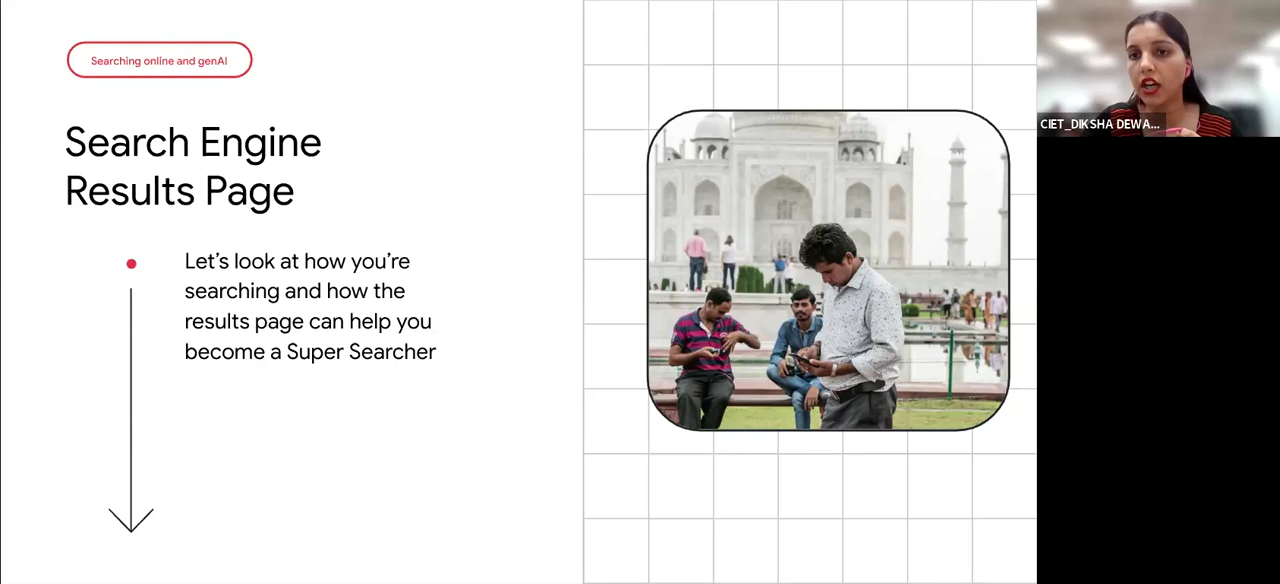 Searching online and genAI
Search Engine
Results Page
Let's look at how you're
searching and how the
results page can help you
become a Super Searcher
CIET_DIKSHA DEWA...